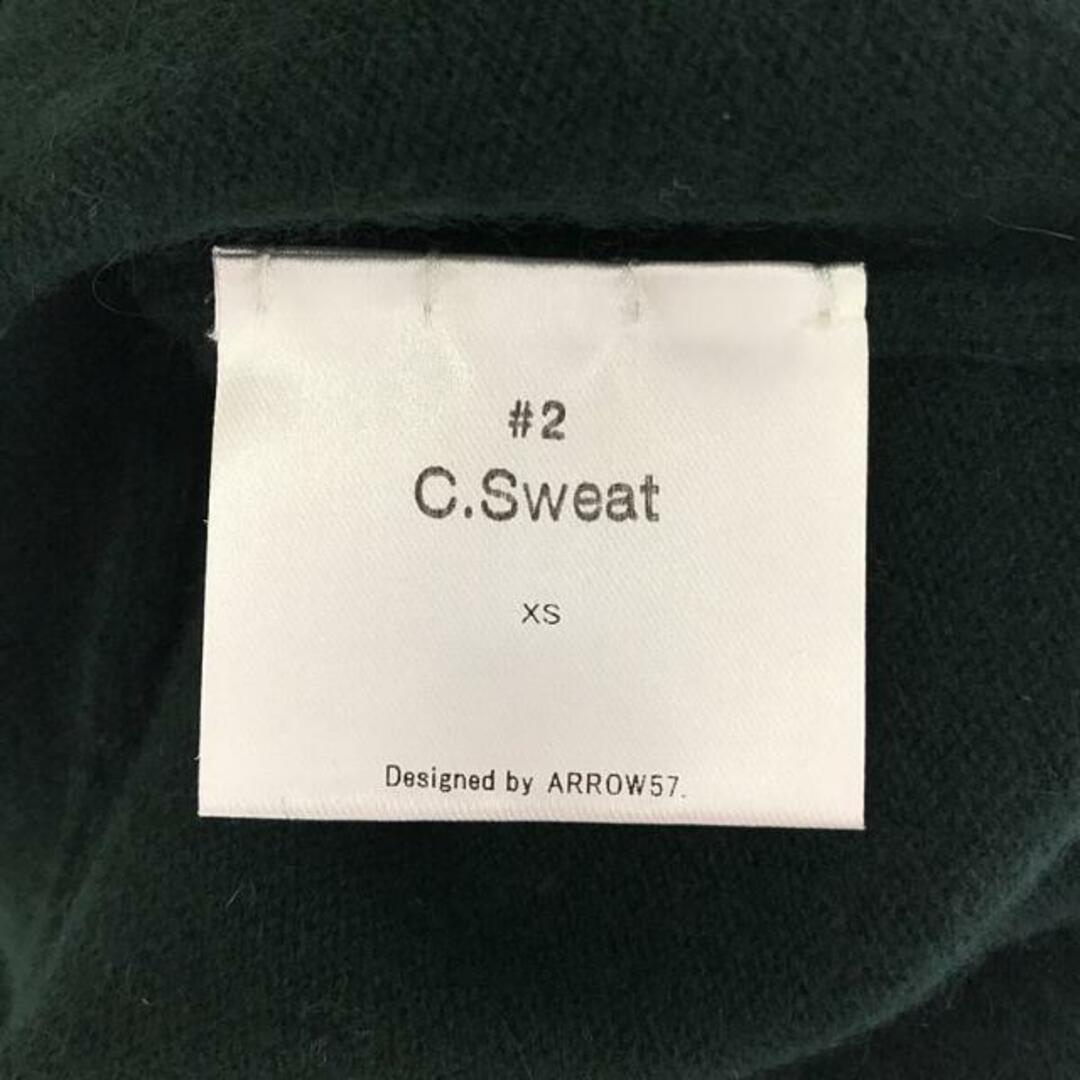 #2
C.Sweat
XS
Designed by ARROW57.